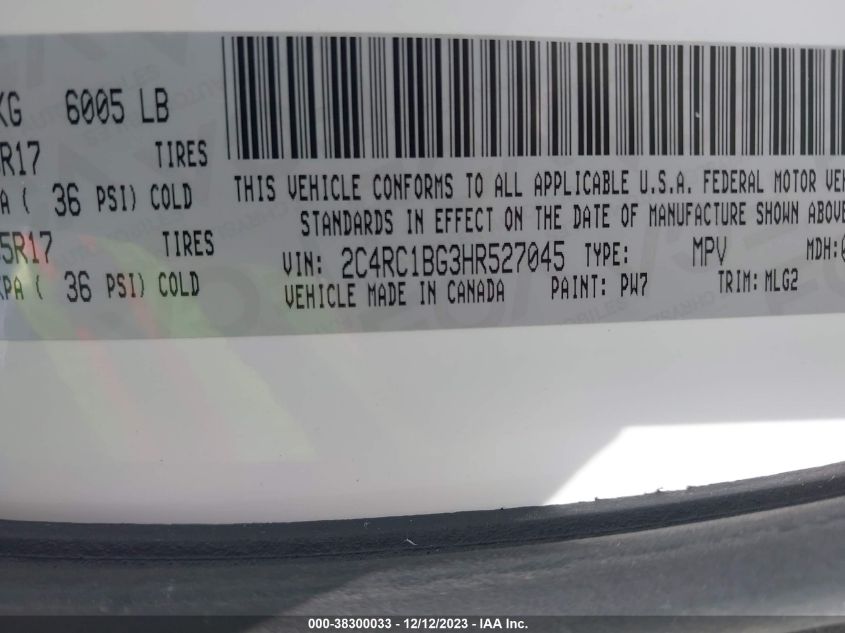 KG 6005 LB
R17 TIRES
( 36 PSI) COLD
5R17 TIRES
KPA ( 36 PSI) COLD
THIS VEHICLE CONFORMS TO ALL APPLICABLE U.S.A. FEDERAL MOTOR
STANDARDS IN EFFECT ON THE DATE OF MANUFACTURE SHOWN ABOVE
VIN: 2C4RC1BG3HR527045 TYPE: MPV MDH:
VEHICLE MADE IN CANADA PAINT: PW7 TRIM: MLG2
000-38300033 - 12/12/2023 - IAA Inc.